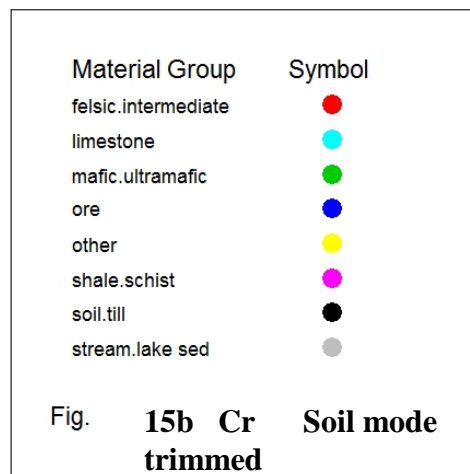 Material Group Symbol
felsic.intermediate
limestone
mafic.ultramafic
ore
other
shale.schist
soil.till
stream.lake sed
Fig. 15b Cr Soil mode
trimmed